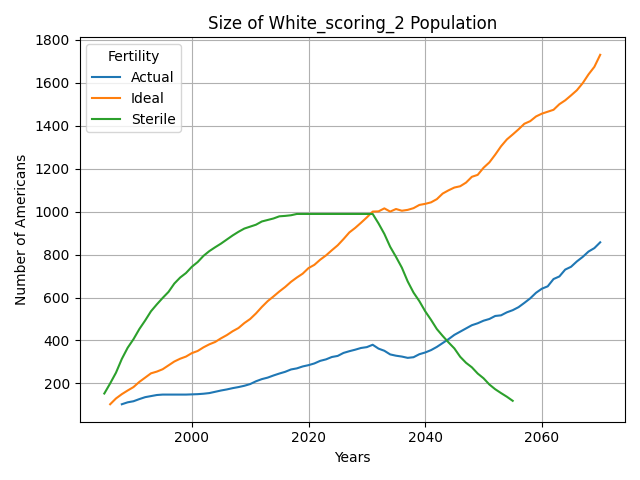 Size of White_scoring_2 Population
1800
1600
1400
1200
1000
800
600
400
200
Number of Americans
Fertility
Actual
Ideal
Sterile
2000
2020
2040
2060
Years